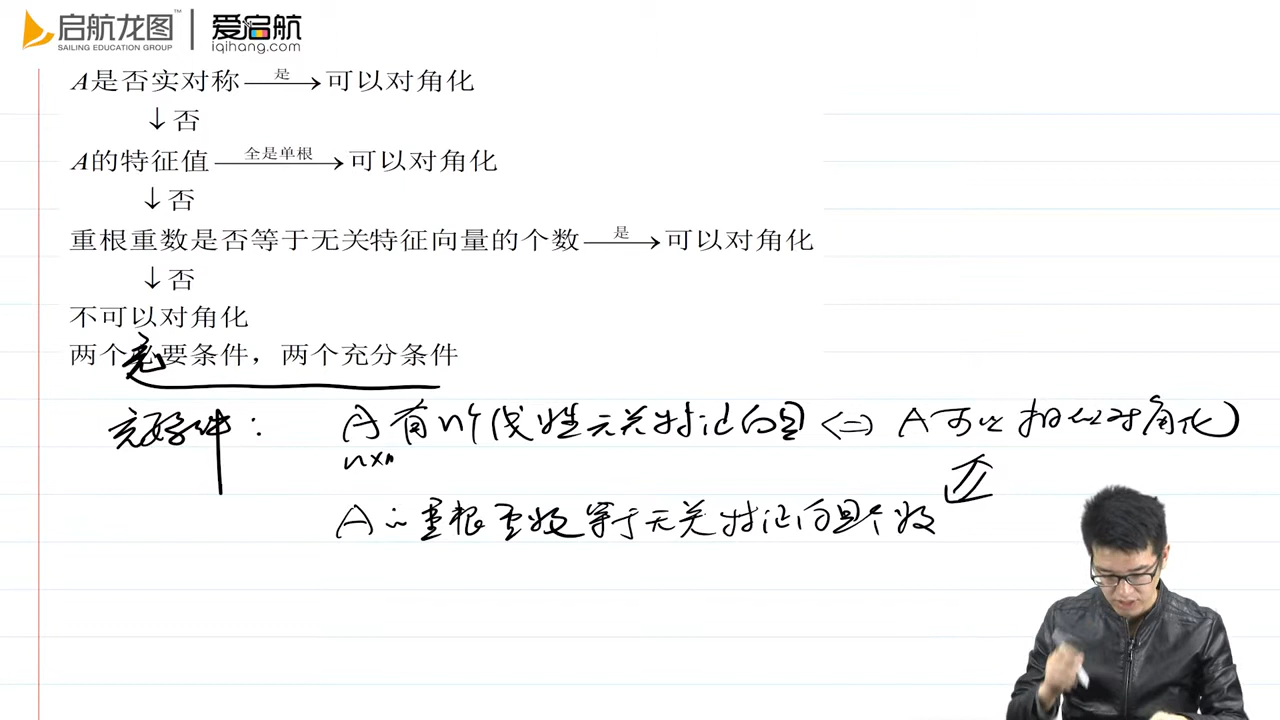 启航龙图™ | 爱启航
SAILING EDUCATION GROUP iqihang.com
A是否实对称 是 可以对角化
↓否
A的特征值 全是单根 可以对角化
↓否
重根重数是否等于无关特征向量的个数 是 可以对角化
↓否
不可以对角化
两个必要条件，两个充分条件
充
条件: A有n个线性无关特征向量 <=> A可以相似对角化
n×n
A 重根重数等于无关特征向量个数